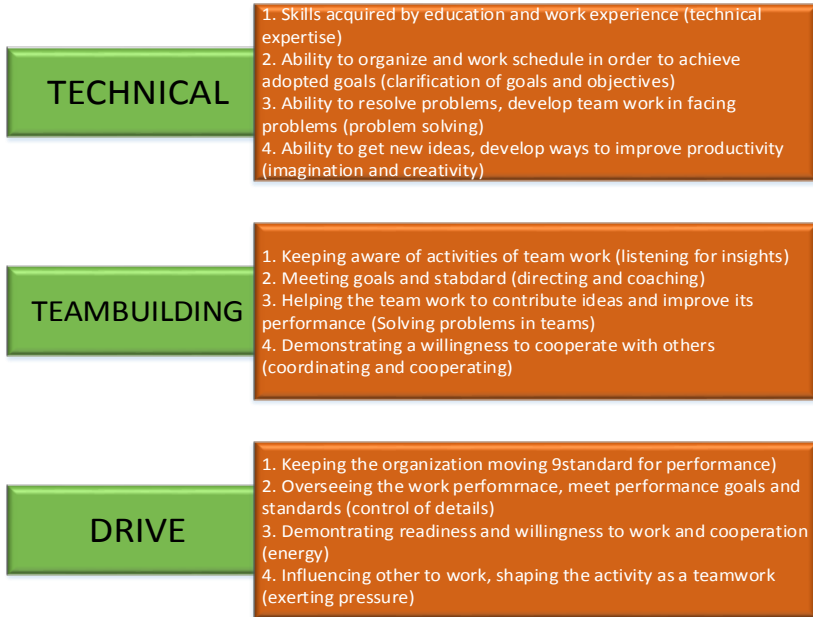 TECHNICAL
1. Skills acquired by education and work experience (technical
expertise)
2. Ability to organize and work schedule in order to achieve
adopted goals (clarification of goals and objectives)
3. Ability to resolve problems, develop team work in facing
problems (problem solving)
4. Ability to get new ideas, develop ways to improve productivity
(imagination and creativity)
TEAMBUILDING
1. Keeping aware of activities of team work (listening for insights)
2. Meeting goals and stabdard (directing and coaching)
3. Helping the team work to contribute ideas and improve its
performance (Solving problems in teams)
4. Demonstrating a willingness to cooperate with others
(coordinating and cooperating)
DRIVE
1. Keeping the organization moving 9standard for performance)
2. Overseeing the work perfomrnace, meet performance goals and
standards (control of details)
3. Demontrating readiness and willingness to work and cooperation
(energy)
4. Influencing other to work, shaping the activity as a teamwork
(exerting pressure)